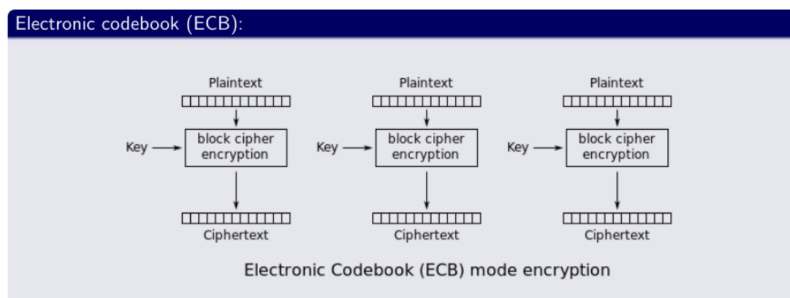 Electronic codebook (ECB):
Plaintext Plaintext Plaintext
Key block cipher encryption Key block cipher encryption Key block cipher encryption
Ciphertext Ciphertext Ciphertext
Electronic Codebook (ECB) mode encryption